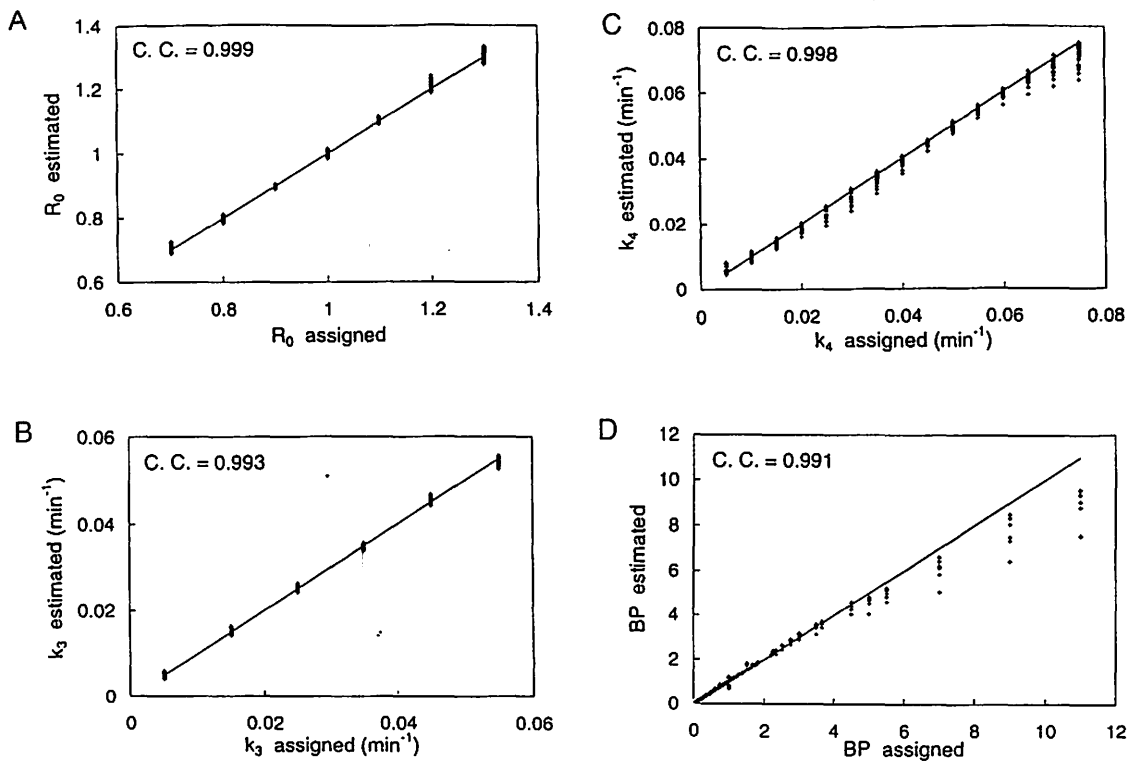 A
C. C. = 0.999
R₀ estimated
1.4
1.2
1
0.8
0.6
0.6 0.8 1 1.2 1.4
R₀ assigned
B
C. C. = 0.993
k₃ estimated (min⁻¹)
0.06
0.04
0.02
0
0 0.02 0.04 0.06
k₃ assigned (min⁻¹)
C
C. C. = 0.998
k₄ estimated (min⁻¹)
0.08
0.06
0.04
0.02
0
0 0.02 0.04 0.06 0.08
k₄ assigned (min⁻¹)
D
C. C. = 0.991
BP estimated
12
10
8
6
4
2
0
0 2 4 6 8 10 12
BP assigned